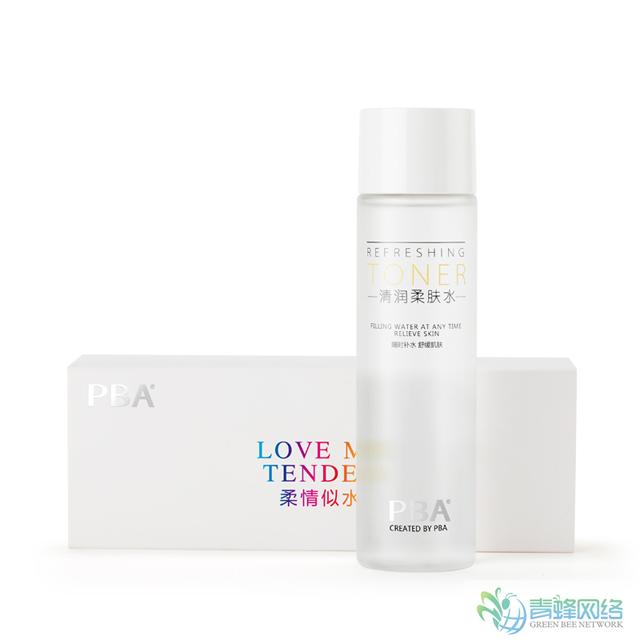 REFRESHING
TONER
清润柔肤水
FILLING WATER AT ANY TIME
RELIEVE SKIN
随时补水 舒缓肌肤
PBA®
LOVE M
TENDE
柔情似水
PBA®
CREATED BY PBA
青蜂网络
GREEN BEE NETWORK